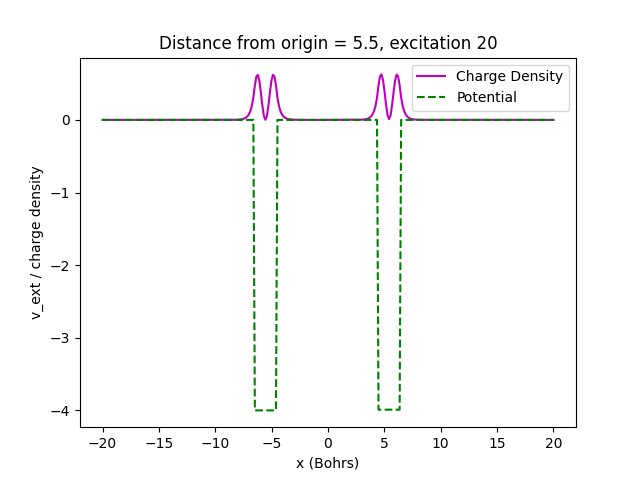 Distance from origin = 5.5, excitation 20
Charge Density
Potential
v_ext / charge density
0
−1
−2
−3
−4
−20
−15
−10
−5
0
5
10
15
20
x (Bohrs)